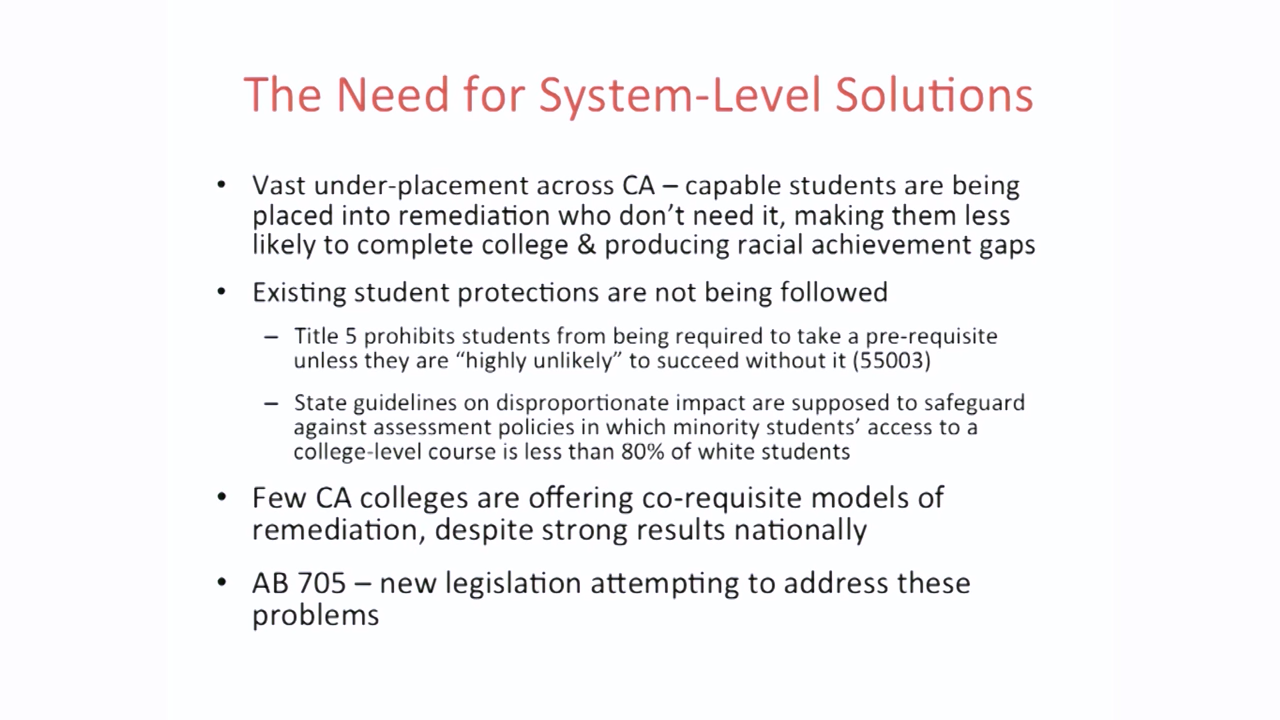 The Need for System-Level Solutions
• Vast under-placement across CA – capable students are being
placed into remediation who don’t need it, making them less
likely to complete college & producing racial achievement gaps
• Existing student protections are not being followed
– Title 5 prohibits students from being required to take a pre-requisite
unless they are “highly unlikely” to succeed without it (55003)
– State guidelines on disproportionate impact are supposed to safeguard
against assessment policies in which minority students’ access to a
college-level course is less than 80% of white students
• Few CA colleges are offering co-requisite models of
remediation, despite strong results nationally
• AB 705 – new legislation attempting to address these
problems